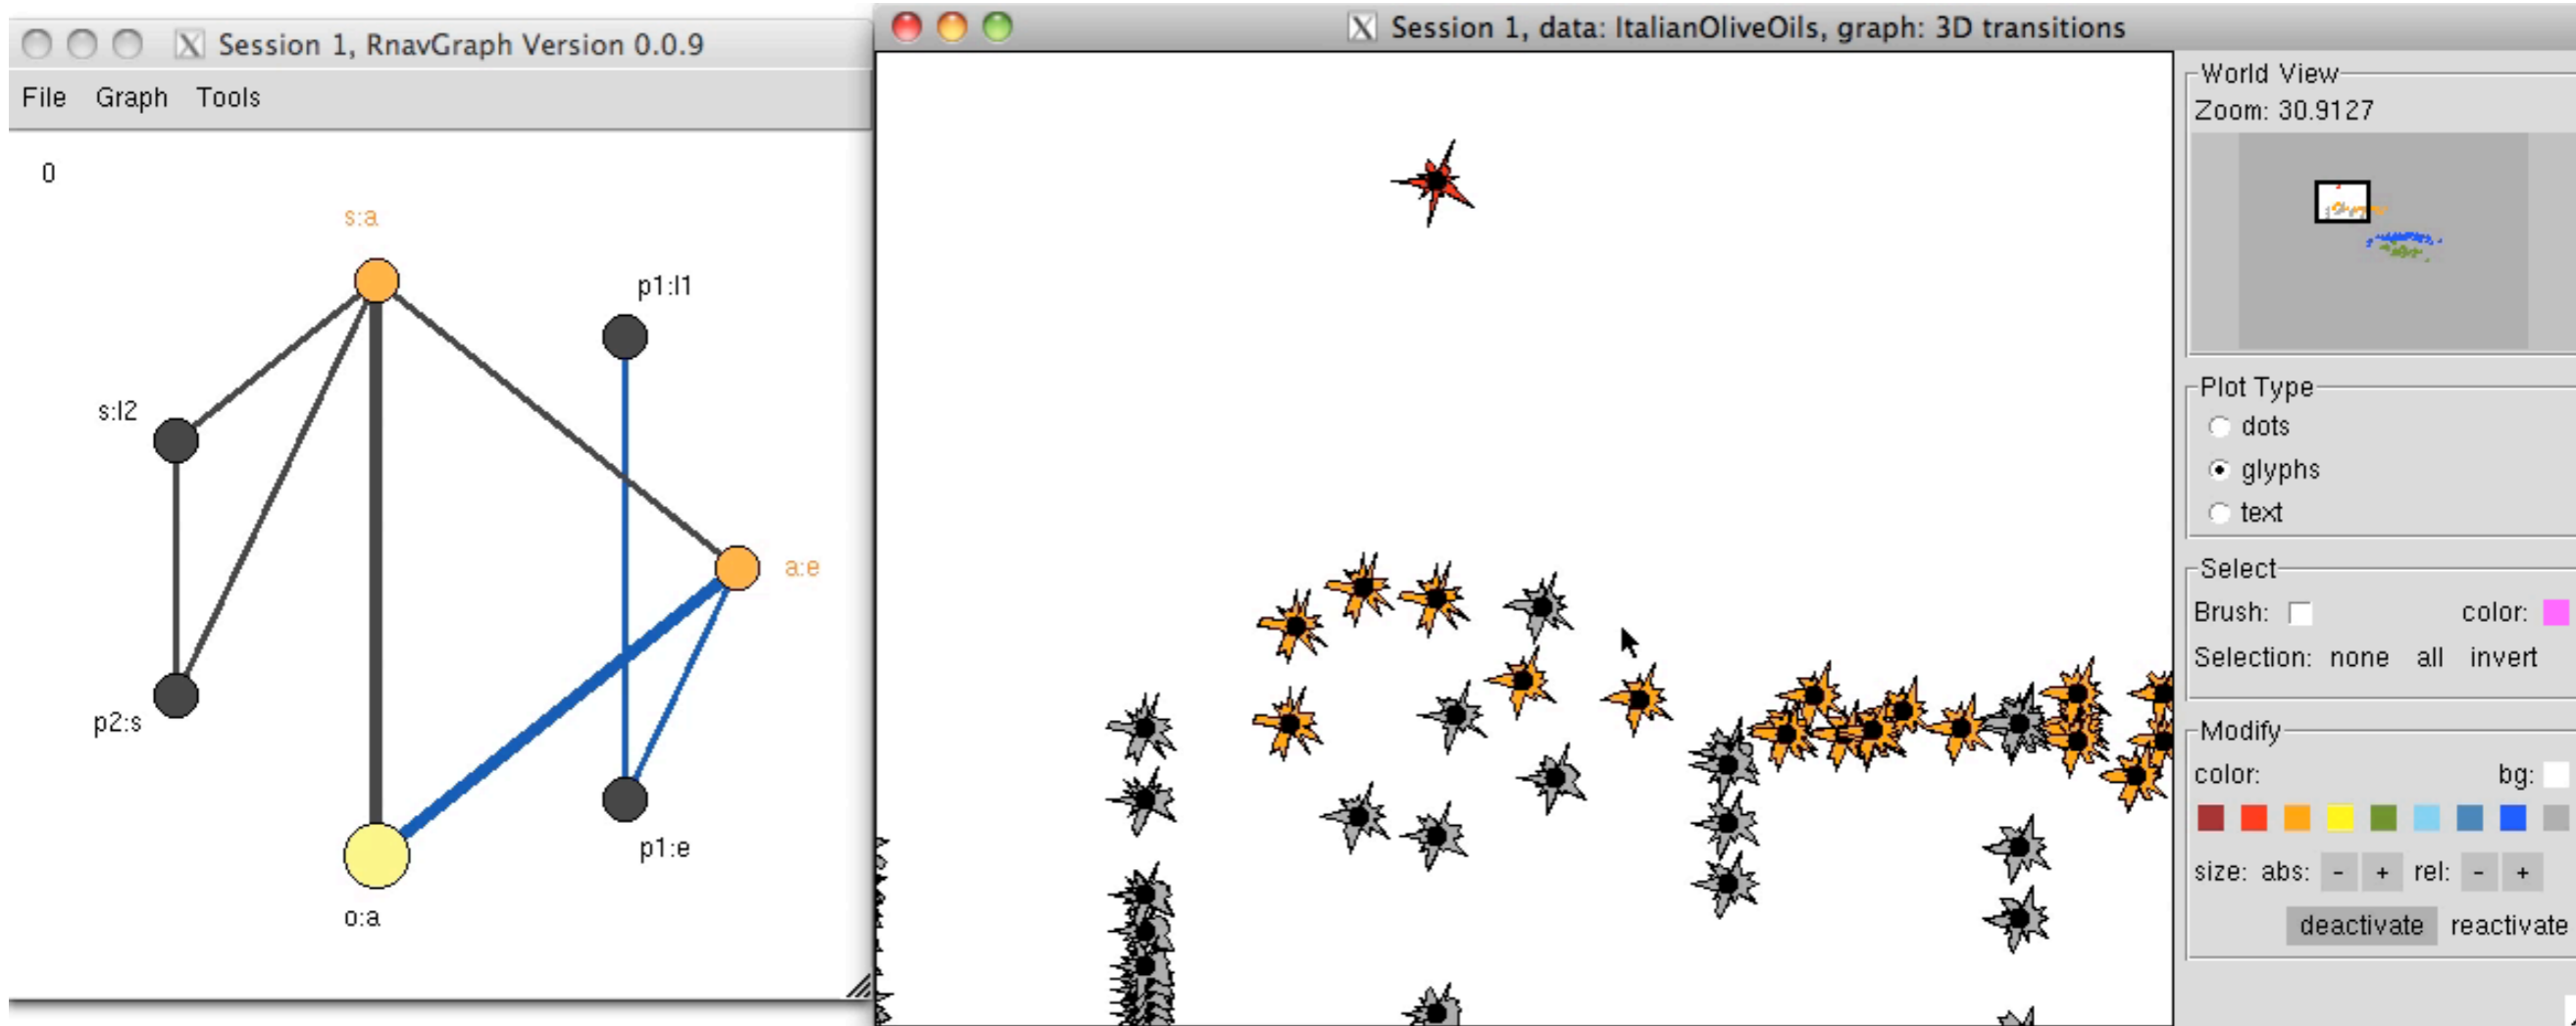 Session 1, RnavGraph Version 0.0.9
File Graph Tools
0
s:a
p1:l1
s:l2
a:e
p2:s
p1:e
o:a
Session 1, data: ItalianOliveOils, graph: 3D transitions
World View
Zoom: 30.9127
Plot Type
dots
glyphs
text
Select
Brush: color:
Selection: none all invert
Modify
color: bg:
size: abs: - + rel: - +
deactivate reactivate